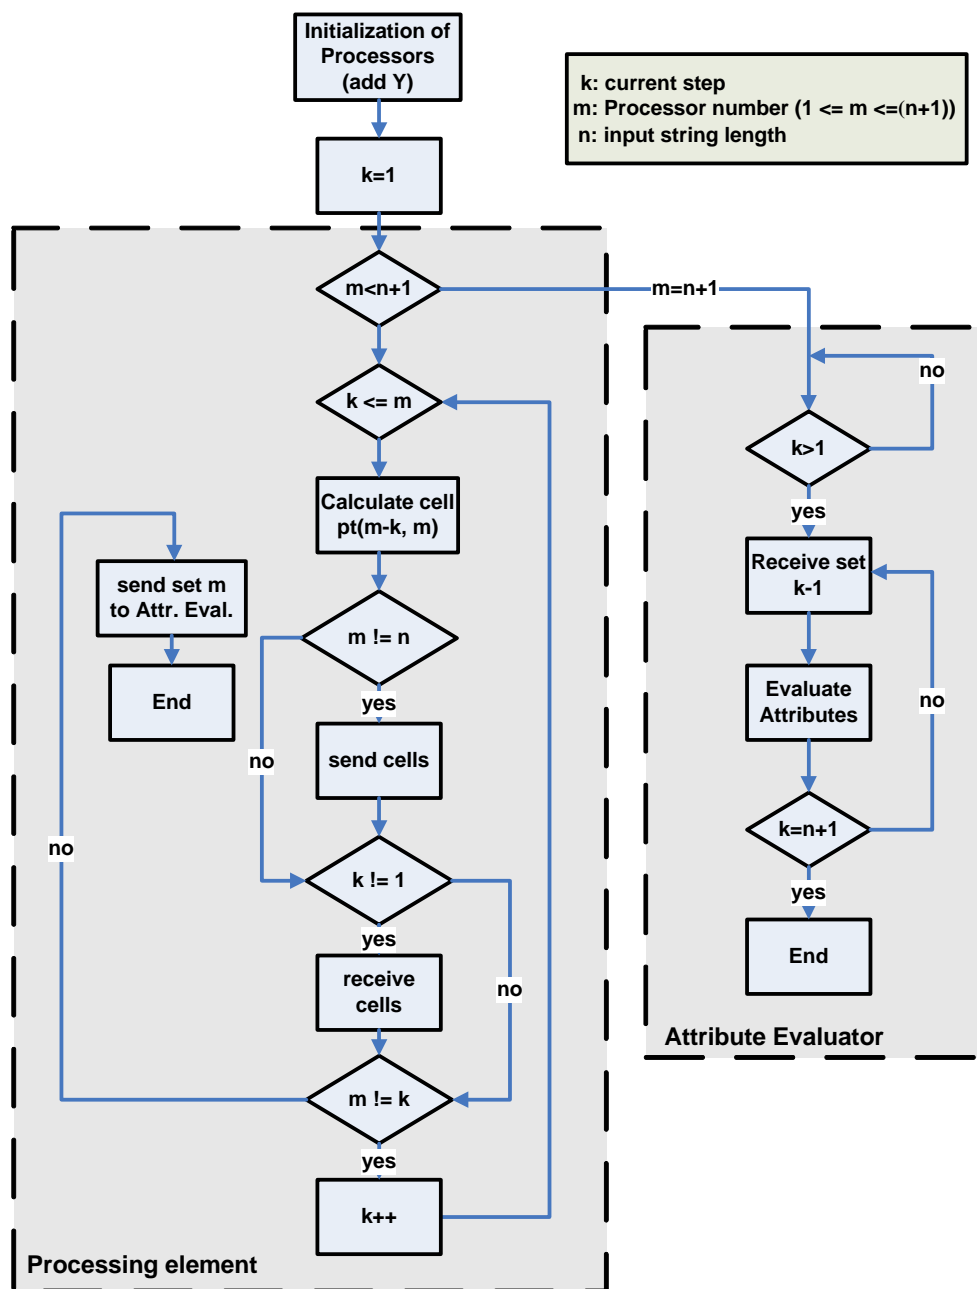 Initialization of
Processors
(add Y)
k: current step
m: Processor number (1 <= m <=(n+1))
n: input string length
k=1
m<n+1
m=n+1
k <= m
no
k>1
yes
Calculate cell
pt(m-k, m)
Receive set
k-1
send set m
to Attr. Eval.
m != n
End
yes
Evaluate
Attributes
no
no
send cells
k=n+1
no
k != 1
yes
yes
receive
cells
no
End
Attribute Evaluator
m != k
yes
k++
Processing element